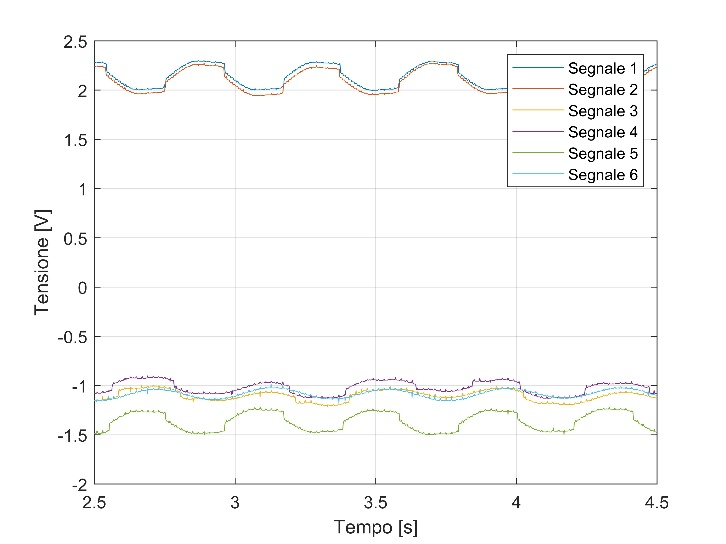 2.5
2
1.5
1
0.5
0
-0.5
-1
-1.5
-2
2.5
3
3.5
4
4.5
Tensione [V]
Tempo [s]
Segnale 1
Segnale 2
Segnale 3
Segnale 4
Segnale 5
Segnale 6